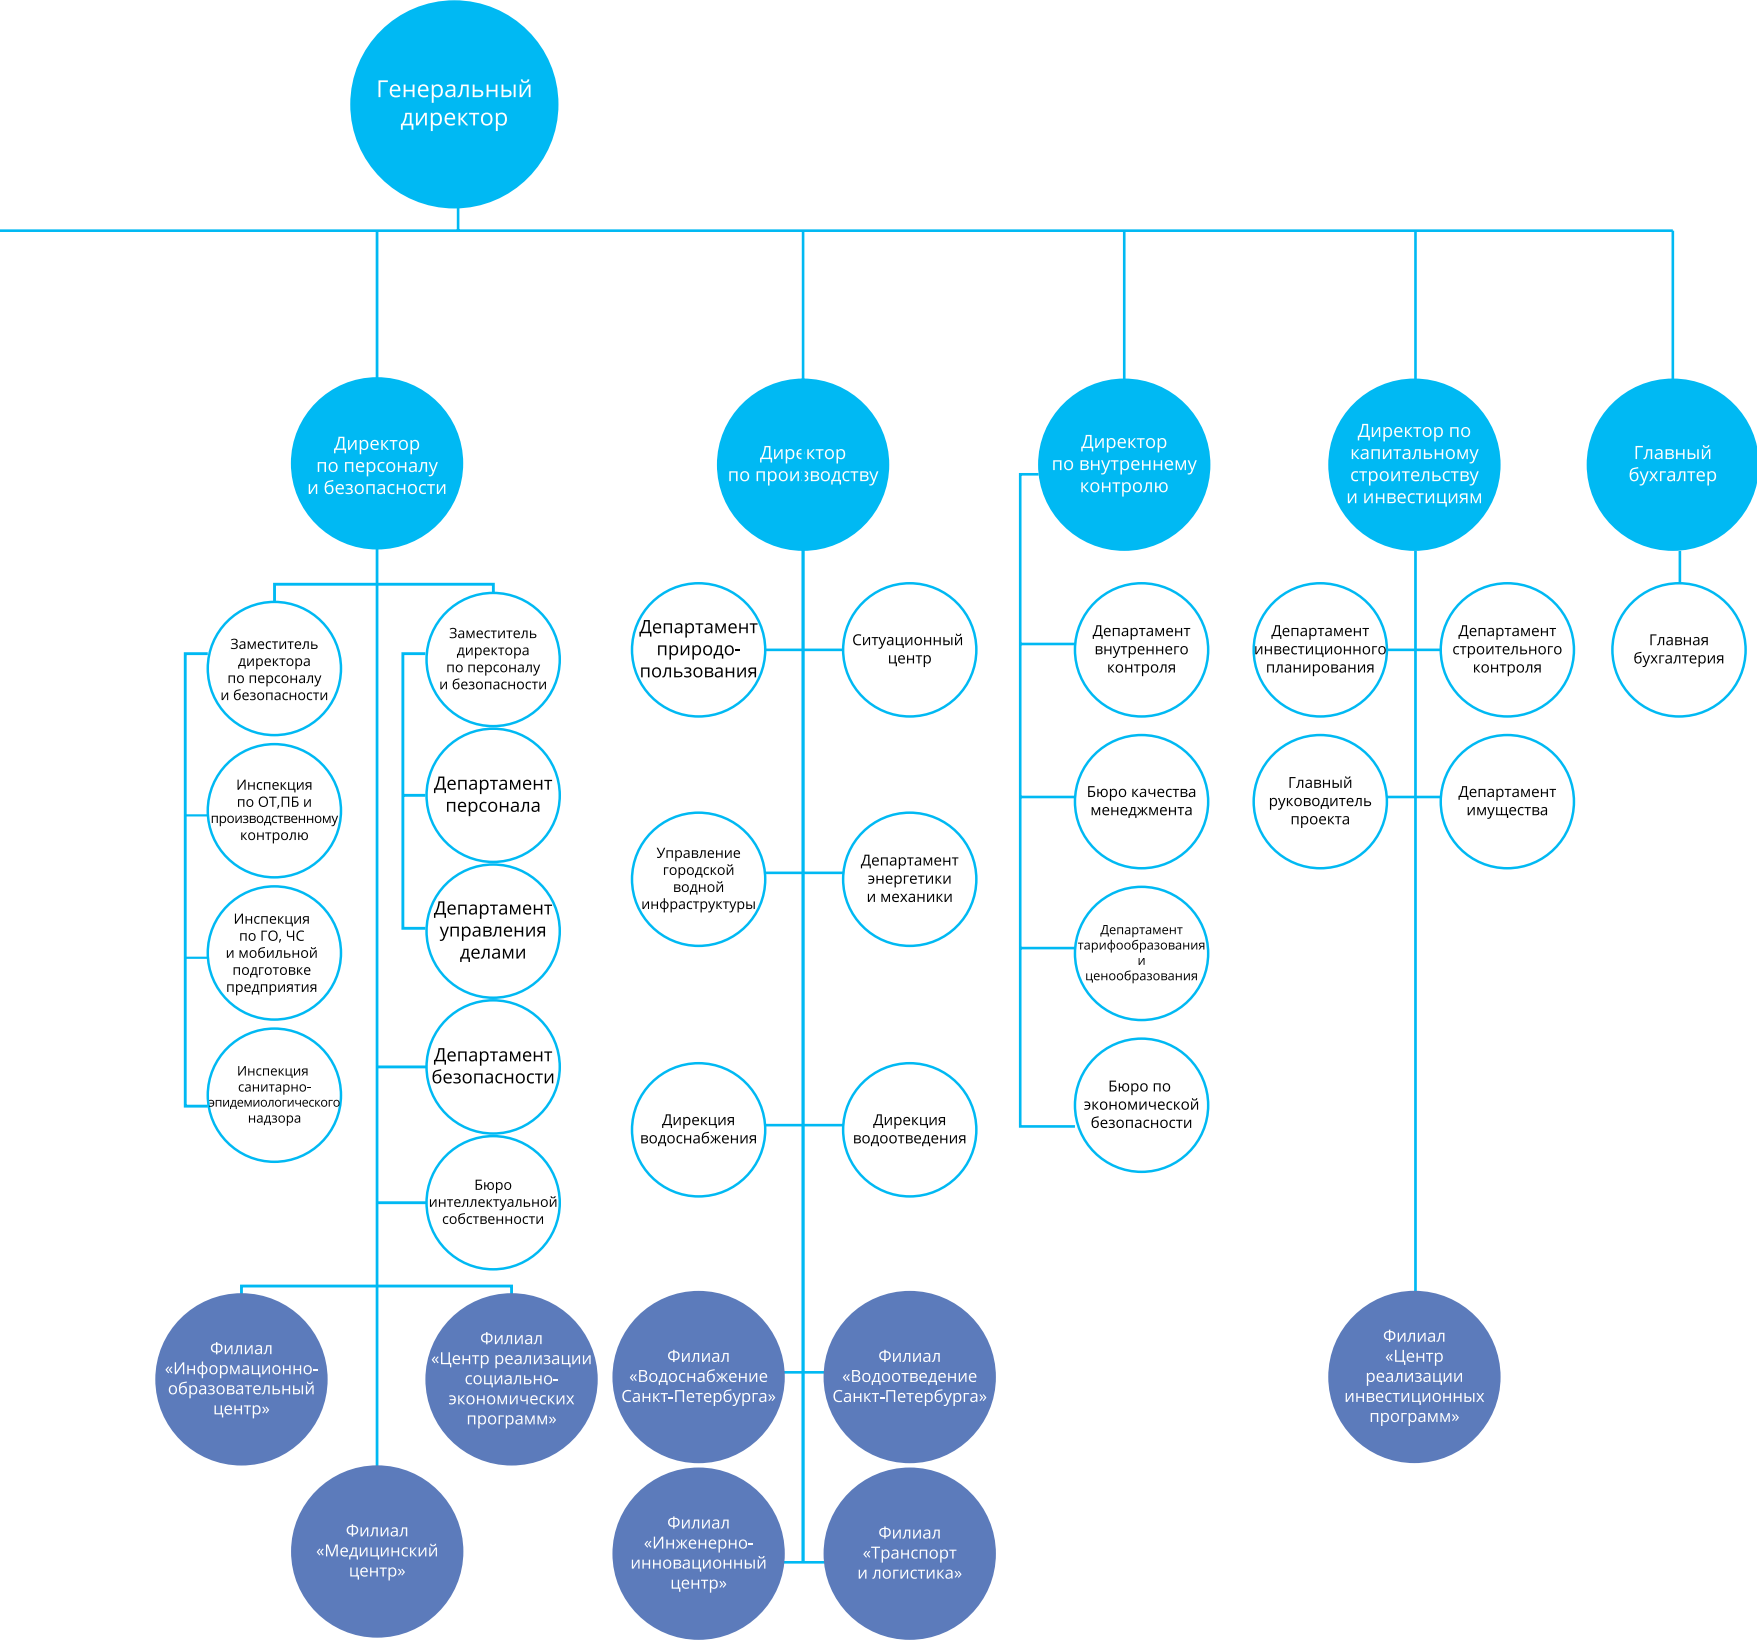 Генеральный
директор
Директор
по персоналу
и безопасности
Директор
по производству
Директор
по внутреннему
контролю
Директор по
капитальному
строительству
и инвестициям
Главный
бухгалтер
Заместитель
директора
по персоналу
и безопасности
Инспекция
по ОТ,ПБ и
производственному
контролю
Инспекция
по ГО, ЧС
и мобильной
подготовке
предприятия
Инспекция
санитарно-
эпидемиологического
надзора
Заместитель
директора
по персоналу
и безопасности
Департамент
персонала
Департамент
управления
делами
Департамент
безопасности
Бюро
интеллектуальной
собственности
Департамент
природо-
пользования
Ситуационный
центр
Управление
городской
водной
инфраструктуры
Департамент
энергетики
и механики
Дирекция
водоснабжения
Дирекция
водоотведения
Департамент
внутреннего
контроля
Бюро качества
менеджмента
Департамент
тарифообразования
и
ценообразования
Бюро по
экономической
безопасности
Департамент
инвестиционного
планирования
Департамент
строительного
контроля
Главный
руководитель
проекта
Департамент
имущества
Главная
бухгалтерия
Филиал
«Информационно-
образовательный
центр»
Филиал
«Центр реализации
социально-
экономических
программ»
Филиал
«Медицинский
центр»
Филиал
«Водоснабжение
Санкт-Петербурга»
Филиал
«Водоотведение
Санкт-Петербурга»
Филиал
«Инженерно-
инновационный
центр»
Филиал
«Транспорт
и логистика»
Филиал
«Центр
реализации
инвестиционных
программ»